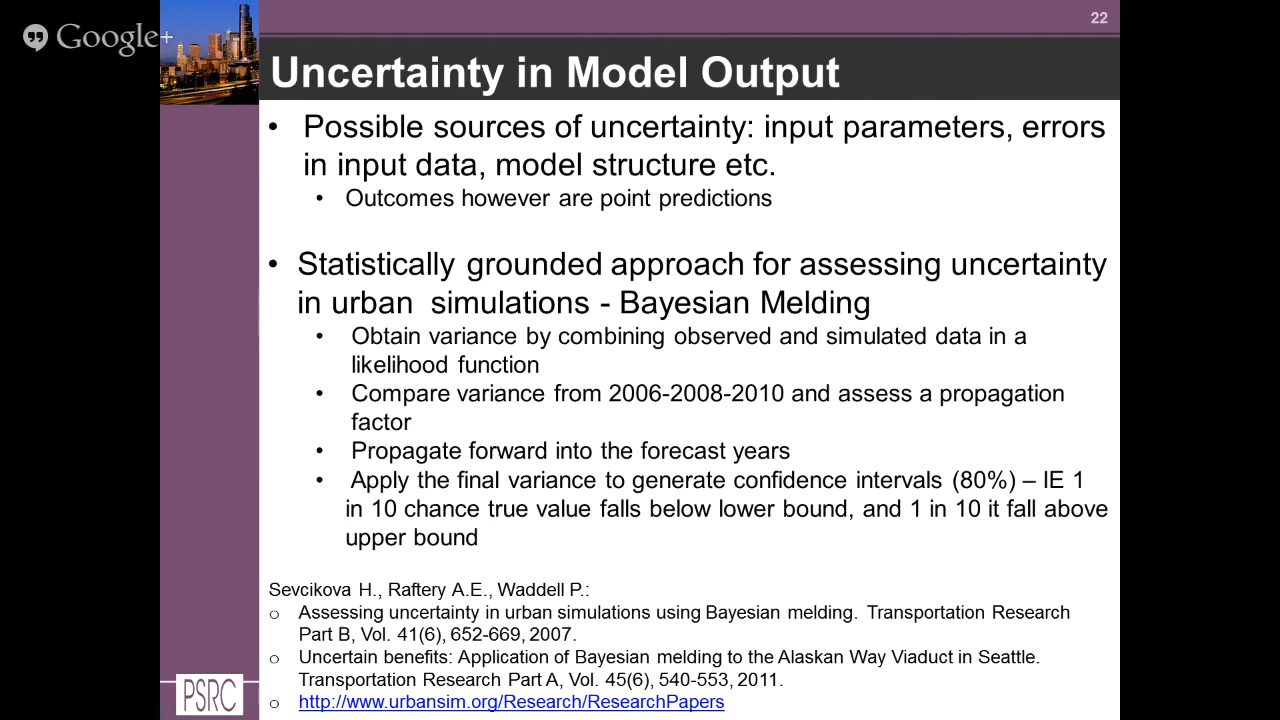 Google+
22
Uncertainty in Model Output
• Possible sources of uncertainty: input parameters, errors
in input data, model structure etc.
• Outcomes however are point predictions
• Statistically grounded approach for assessing uncertainty
in urban simulations - Bayesian Melding
• Obtain variance by combining observed and simulated data in a
likelihood function
• Compare variance from 2006-2008-2010 and assess a propagation
factor
• Propagate forward into the forecast years
• Apply the final variance to generate confidence intervals (80%) – IE 1
in 10 chance true value falls below lower bound, and 1 in 10 it fall above
upper bound
Sevcikova H., Raftery A.E., Waddell P.:
o Assessing uncertainty in urban simulations using Bayesian melding. Transportation Research
Part B, Vol. 41(6), 652-669, 2007.
o Uncertain benefits: Application of Bayesian melding to the Alaskan Way Viaduct in Seattle.
Transportation Research Part A, Vol. 45(6), 540-553, 2011.
o http://www.urbansim.org/Research/ResearchPapers
PSRC